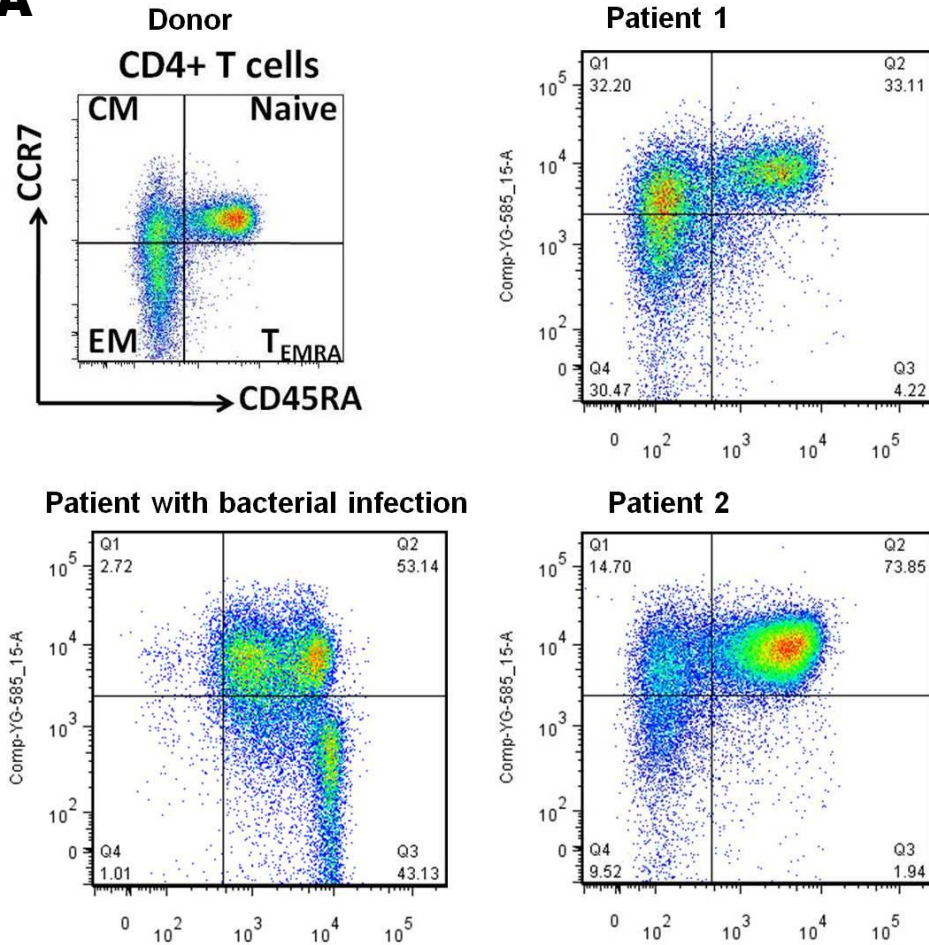 A
Donor
CD4+ T cells
CM
Naive
CCR7
EM
TEMRA
CD45RA
Patient 1
Comp-YG-585_15-A
Q1
32.20
Q2
33.11
Q4
30.47
Q3
4.22
10^5
10^4
10^3
10^2
0
0
10^2
10^3
10^4
10^5
Patient with bacterial infection
Comp-YG-585_15-A
Q1
2.72
Q2
53.14
Q4
1.01
Q3
43.13
10^5
10^4
10^3
10^2
0
0
10^2
10^3
10^4
10^5
Patient 2
Comp-YG-585_15-A
Q1
14.70
Q2
73.85
Q4
9.52
Q3
1.94
10^5
10^4
10^3
10^2
0
0
10^2
10^3
10^4
10^5